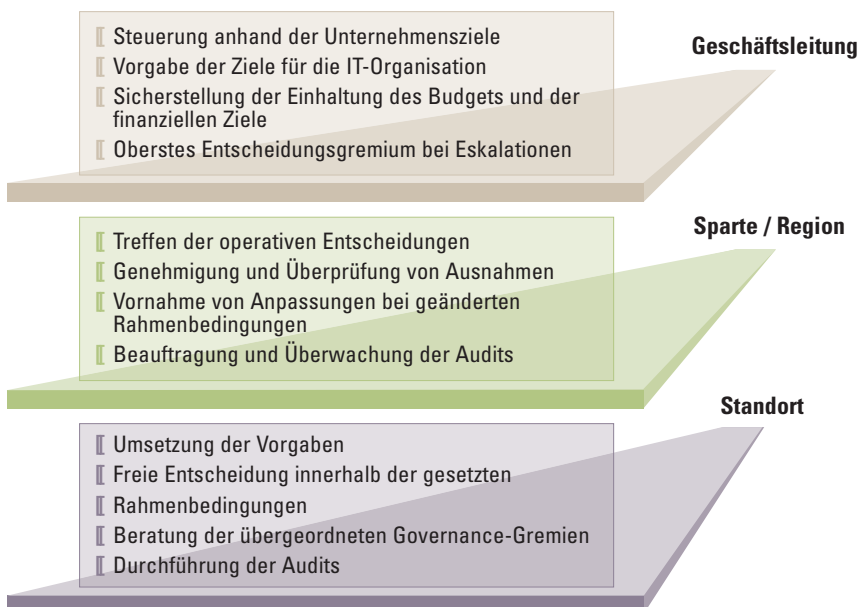 Geschäftsleitung
Steuerung anhand der Unternehmensziele
Vorgabe der Ziele für die IT-Organisation
Sicherstellung der Einhaltung des Budgets und der
finanziellen Ziele
Oberstes Entscheidungsgremium bei Eskalationen
Sparte / Region
Treffen der operativen Entscheidungen
Genehmigung und Überprüfung von Ausnahmen
Vornahme von Anpassungen bei geänderten
Rahmenbedingungen
Beauftragung und Überwachung der Audits
Standort
Umsetzung der Vorgaben
Freie Entscheidung innerhalb der gesetzten
Rahmenbedingungen
Beratung der übergeordneten Governance-Gremien
Durchführung der Audits